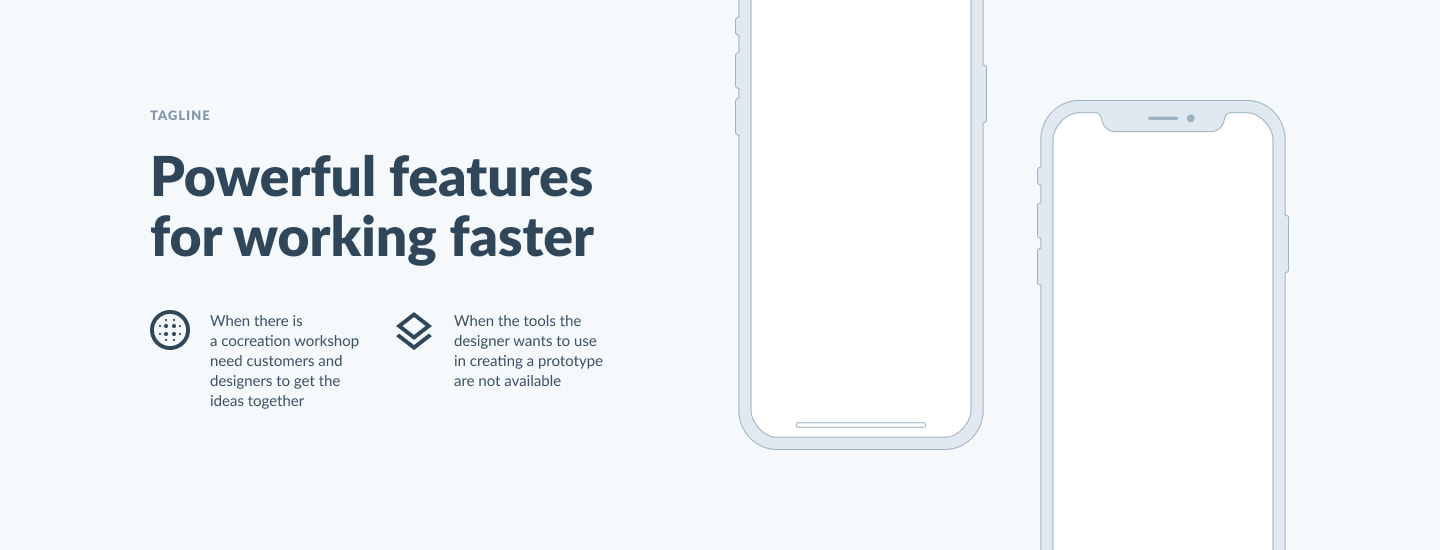 TAGLINE
Powerful features
for working faster
When there is
a cocreation workshop
need customers and
designers to get the
ideas together
When the tools the
designer wants to use
in creating a prototype
are not available